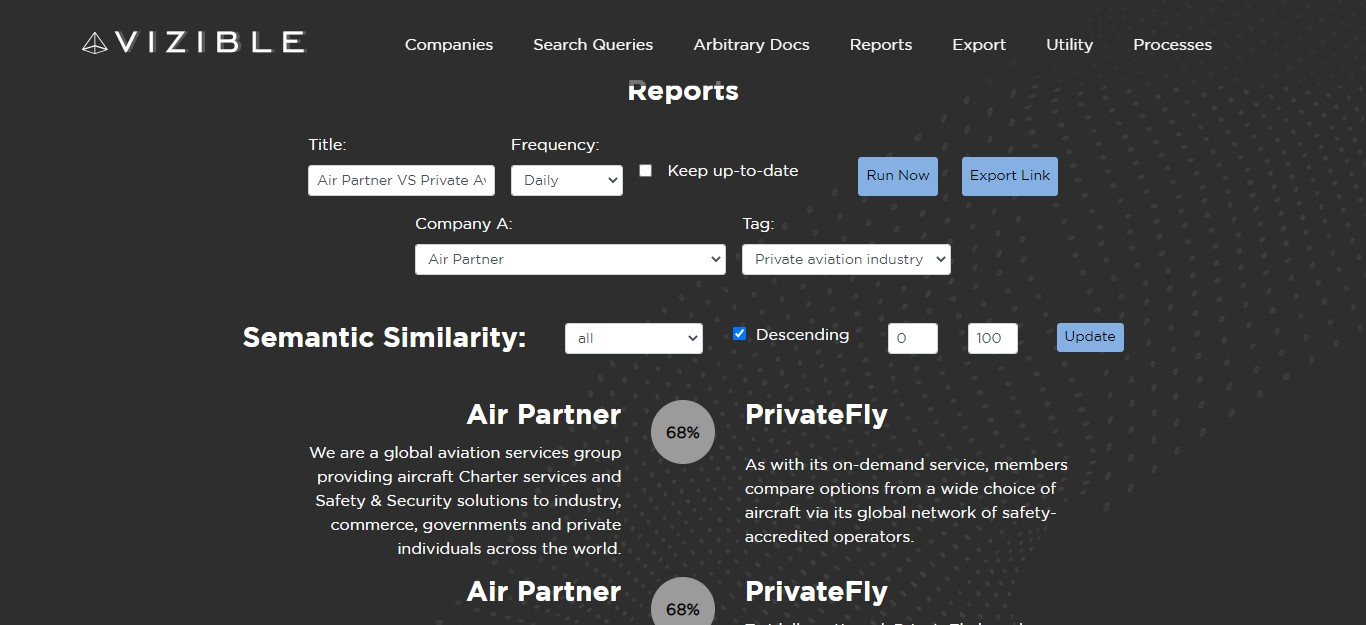 VIZIBLE
Companies Search Queries Arbitrary Docs Reports Export Utility Processes
Reports
Title: Frequency:
Air Partner VS Private Daily Keep up-to-date Run Now Export Link
Company A: Tag:
Air Partner Private aviation industry
Semantic Similarity: all Descending 0 100 Update
Air Partner 68% PrivateFly
We are a global aviation services group
providing aircraft Charter services and
Safety & Security solutions to industry,
commerce, governments and private
individuals across the world.
As with its on-demand service, members
compare options from a wide choice of
aircraft via its global network of safety-
accredited operators.
Air Partner 68% PrivateFly